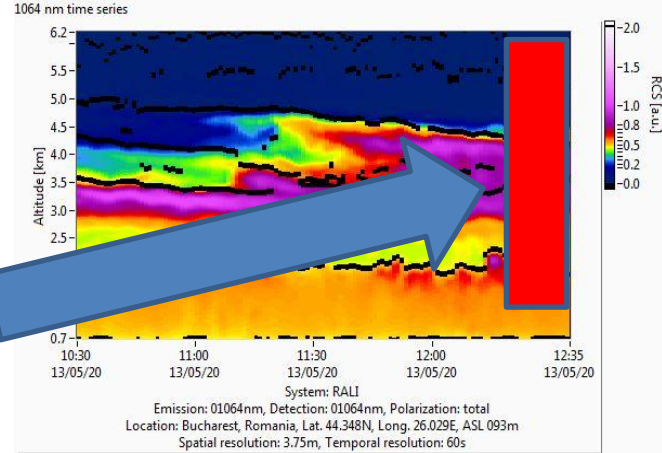 1064 nm time series
6.2
5.5
5.0
4.5
4.0
3.5
3.0
2.5
0.7
Altitude [km]
2.0
1.5
1.0
0.8
0.5
0.2
0.0
RCS [a.u.]
10:30 11:00 11:30 12:00 12:35
13/05/20 13/05/20 13/05/20 13/05/20 13/05/20
System: RALI
Emission: 01064nm, Detection: 01064nm, Polarization: total
Location: Bucharest, Romania, Lat. 44.348N, Long. 26.029E, ASL 093m
Spatial resolution: 3.75m, Temporal resolution: 60s